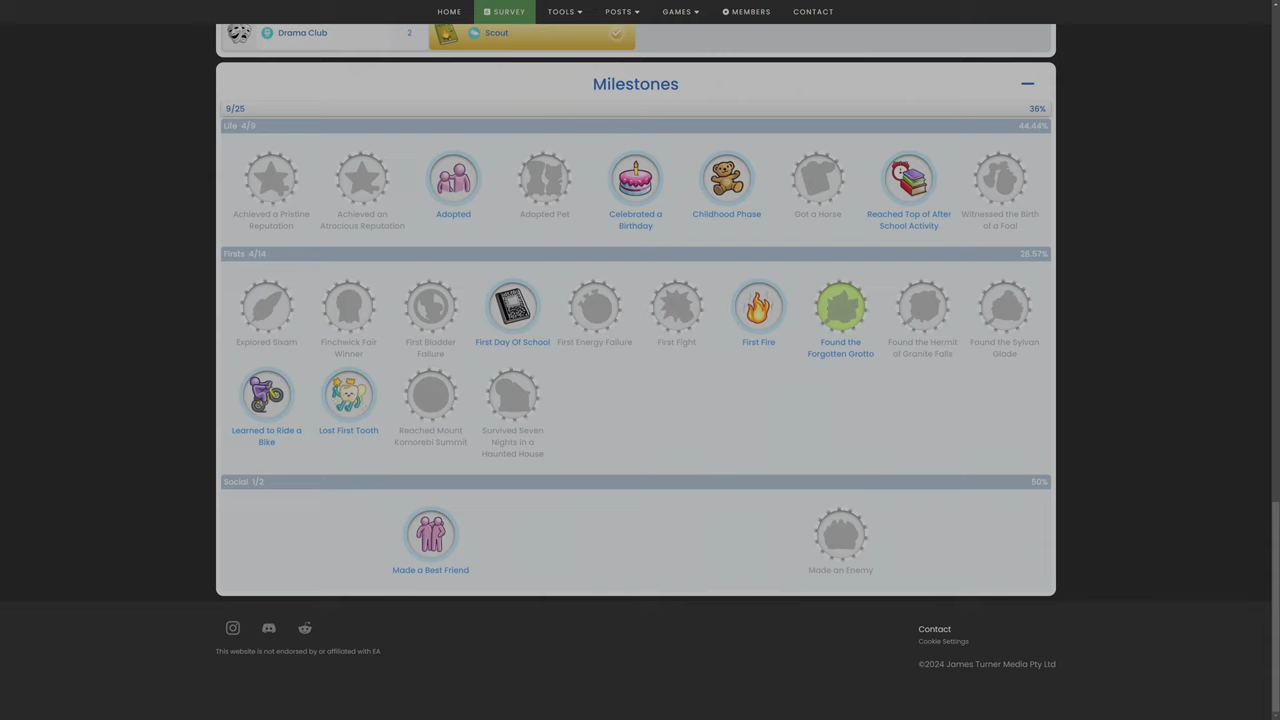 HOME SURVEY TOOLS POSTS GAMES MEMBERS CONTACT
Drama Club 2 Scout
Milestones
9/25 36%
Life 4/9 44.44%
Achieved a Pristine Reputation
Achieved an Atrocious Reputation
Adopted
Adopted Pet
Celebrated a Birthday
Childhood Phase
Got a Horse
Reached Top of After School Activity
Witnessed the Birth of a Foal
Firsts 4/14 28.57%
Explored Sixam
Finchwick Fair Winner
First Bladder Failure
First Day Of School
First Energy Failure
First Fight
First Fire
Found the Forgotten Grotto
Found the Hermit of Granite Falls
Found the Sylvan Glade
Learned to Ride a Bike
Lost First Tooth
Reached Mount Komorebi Summit
Survived Seven Nights in a Haunted House
Social 1/2 50%
Made a Best Friend
Made an Enemy
This website is not endorsed by or affiliated with EA
Contact
Cookie Settings
©2024 James Turner Media Pty Ltd